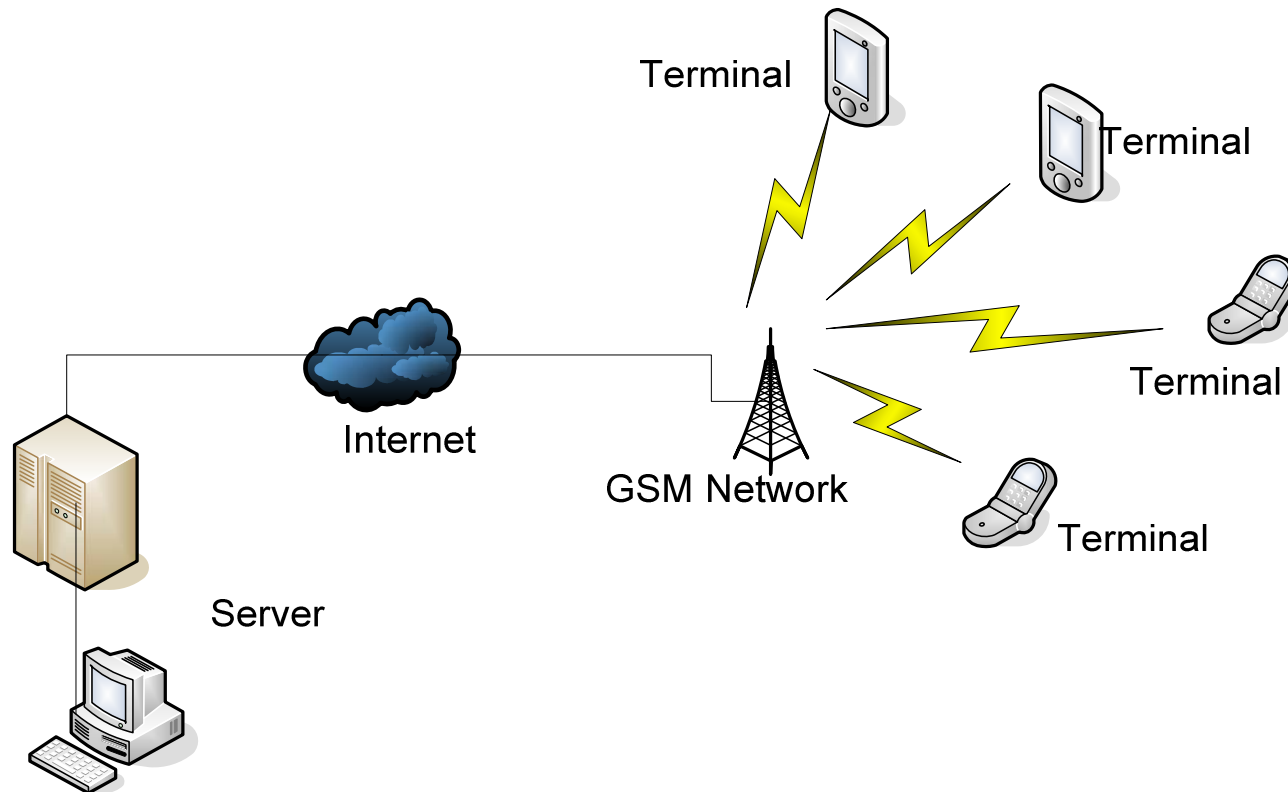 Terminal
Terminal
Terminal
Internet
GSM Network
Terminal
Server